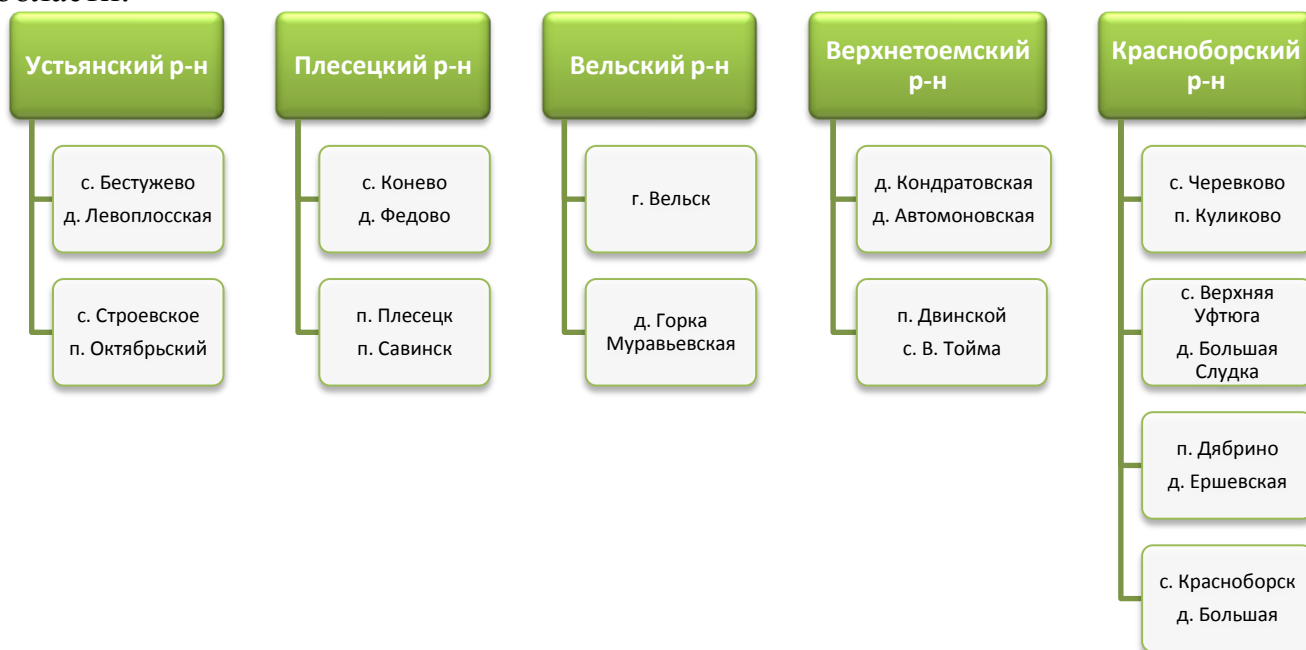 области.
Устьянский р-н
с. Бестужево
д. Левоплосская
с. Строевское
п. Октябрьский
Плесецкий р-н
с. Конево
д. Федово
п. Плесецк
п. Савинск
Вельский р-н
г. Вельск
д. Горка
Муравьевская
Верхнетоемский
р-н
д. Кондратовская
д. Автомоновская
п. Двинской
с. В. Тойма
Красноборский
р-н
с. Черевково
п. Куликово
с. Верхняя
Уфтюга
д. Большая
Слудка
п. Дябрино
д. Ершевская
с. Красноборск
д. Большая